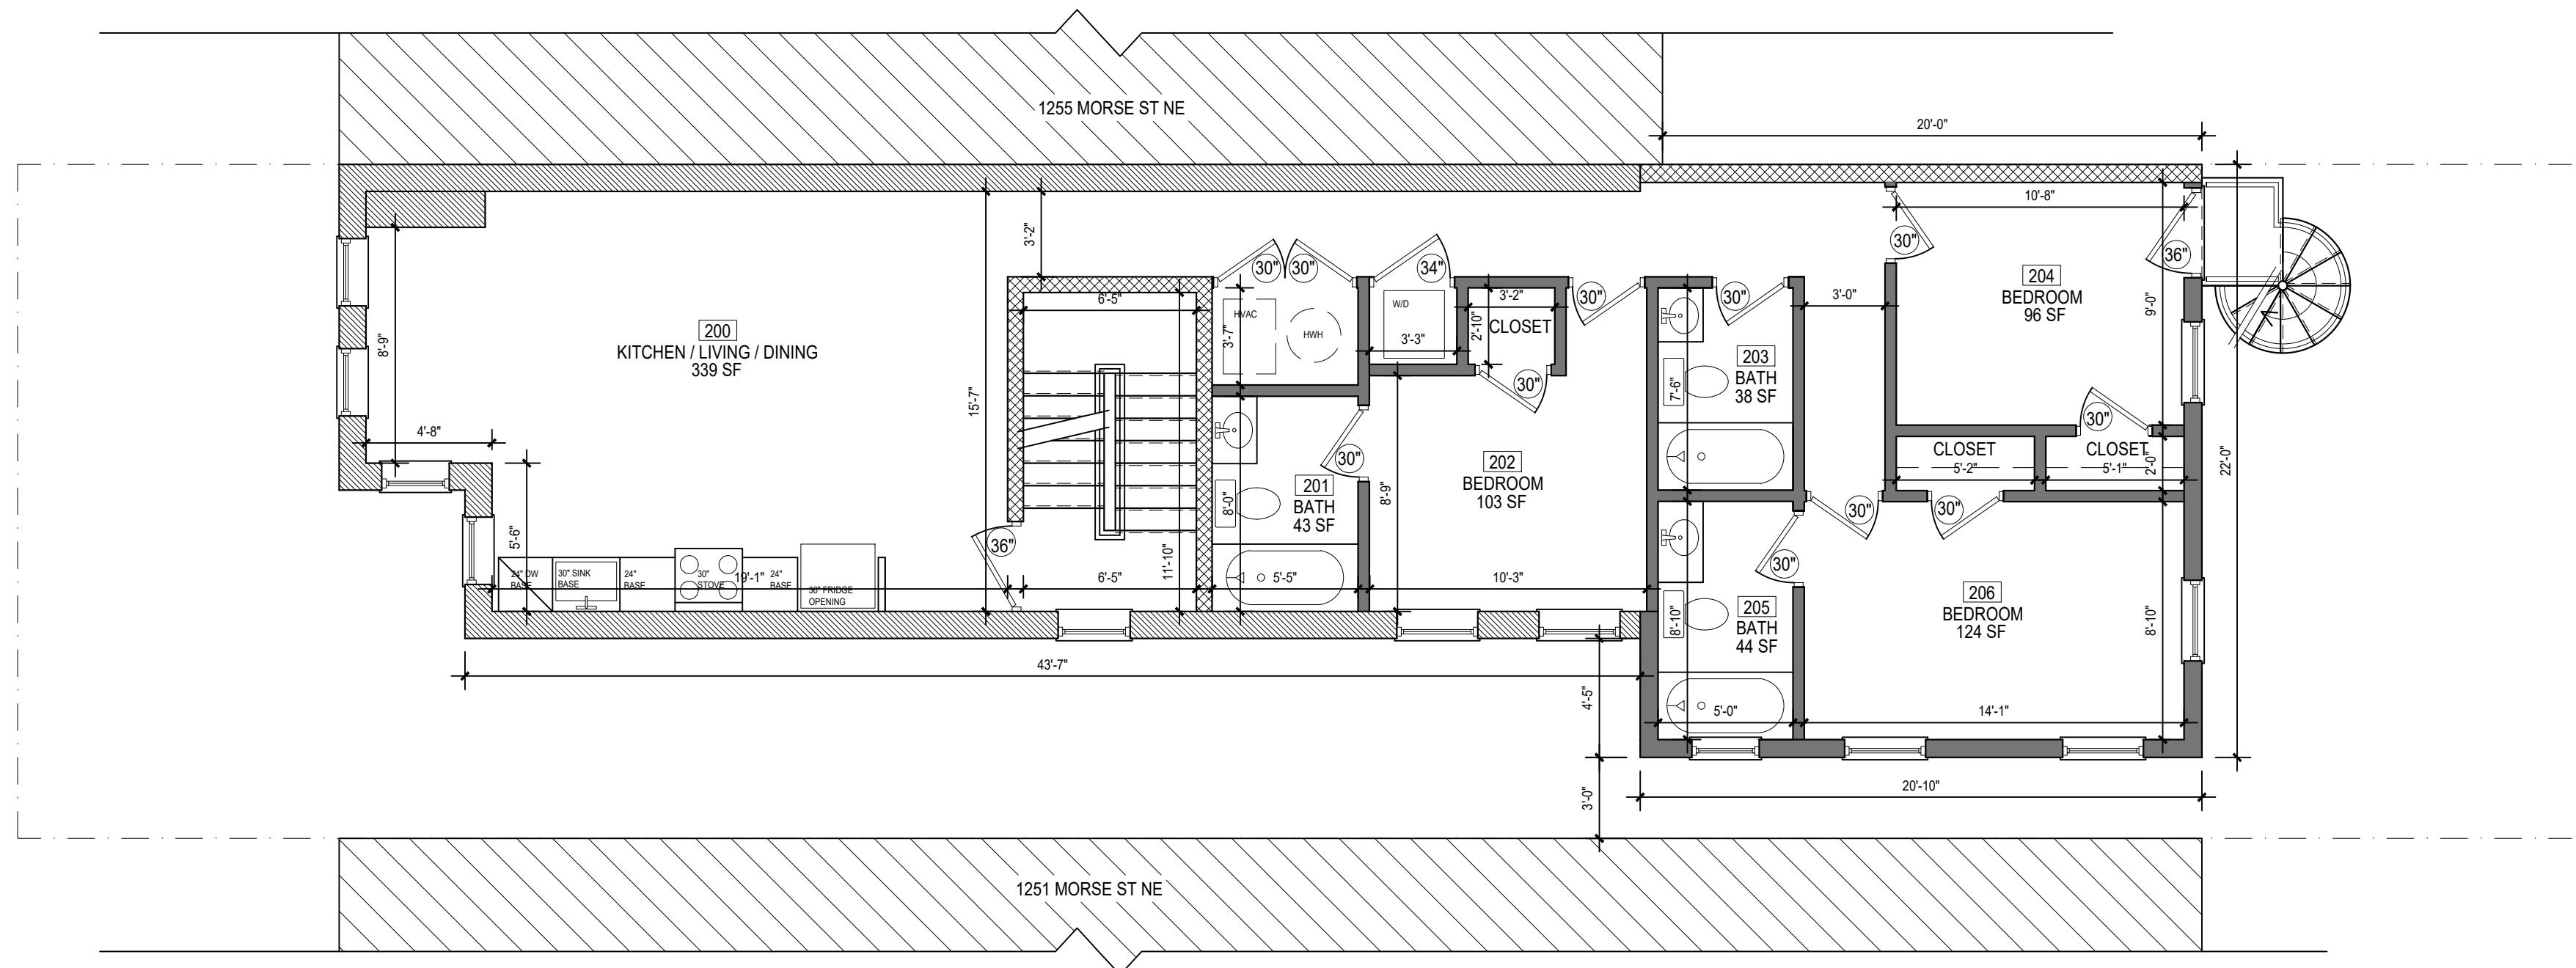 1255 MORSE ST NE
20'-0"
10'-8"
3'-2"
30"
36"
30"
30"
34"
204
BEDROOM
96 SF
9'-0"
6'-5"
3'-2"
30"
30"
3'-0"
HVAC
HWH
3'-7"
W/D
3'-3"
2'-10"
CLOSET
200
KITCHEN / LIVING / DINING
339 SF
8'-9"
15'-7"
203
BATH
38 SF
7'-6"
30"
30"
4'-8"
30"
202
BEDROOM
103 SF
8'-9"
CLOSET
5'-2"
CLOSET
5'-1"
2'-0"
22'-0"
201
BATH
43 SF
8'-0"
30"
30"
5'-6"
36"
11'-10"
24" DW
BASE
30" SINK
BASE
24"
BASE
30"
STOVE
19'-1"
24"
BASE
36" FRIDGE
OPENING
6'-5"
5'-5"
10'-3"
30"
205
BATH
44 SF
8'-10"
206
BEDROOM
124 SF
8'-10"
43'-7"
4'-5"
5'-0"
14'-1"
20'-10"
3'-0"
1251 MORSE ST NE